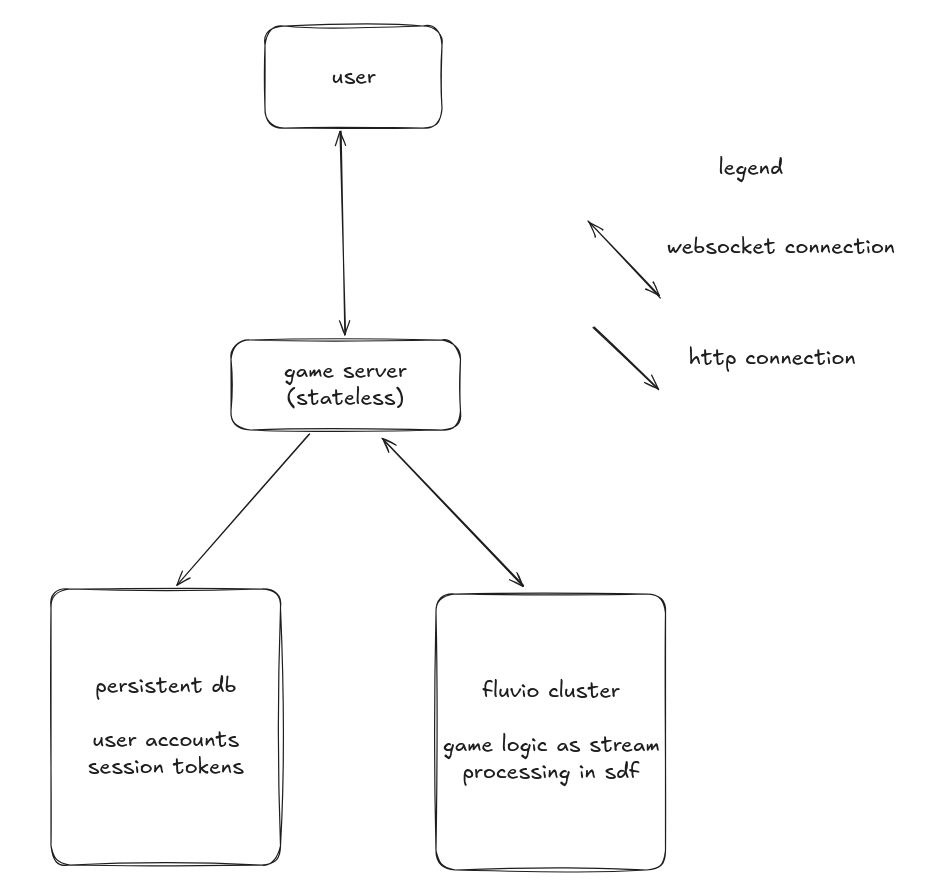 user
legend
websocket connection
http connection
game server
(stateless)
persistent db
user accounts
session tokens
fluvio cluster
game logic as stream
processing in sdf